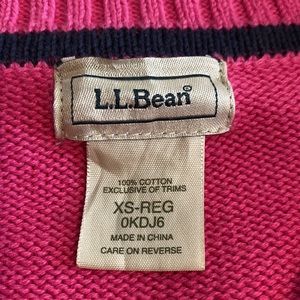 L.L.Bean®
100% COTTON
EXCLUSIVE OF TRIMS
XS-REG
0KDJ6
MADE IN CHINA
CARE ON REVERSE